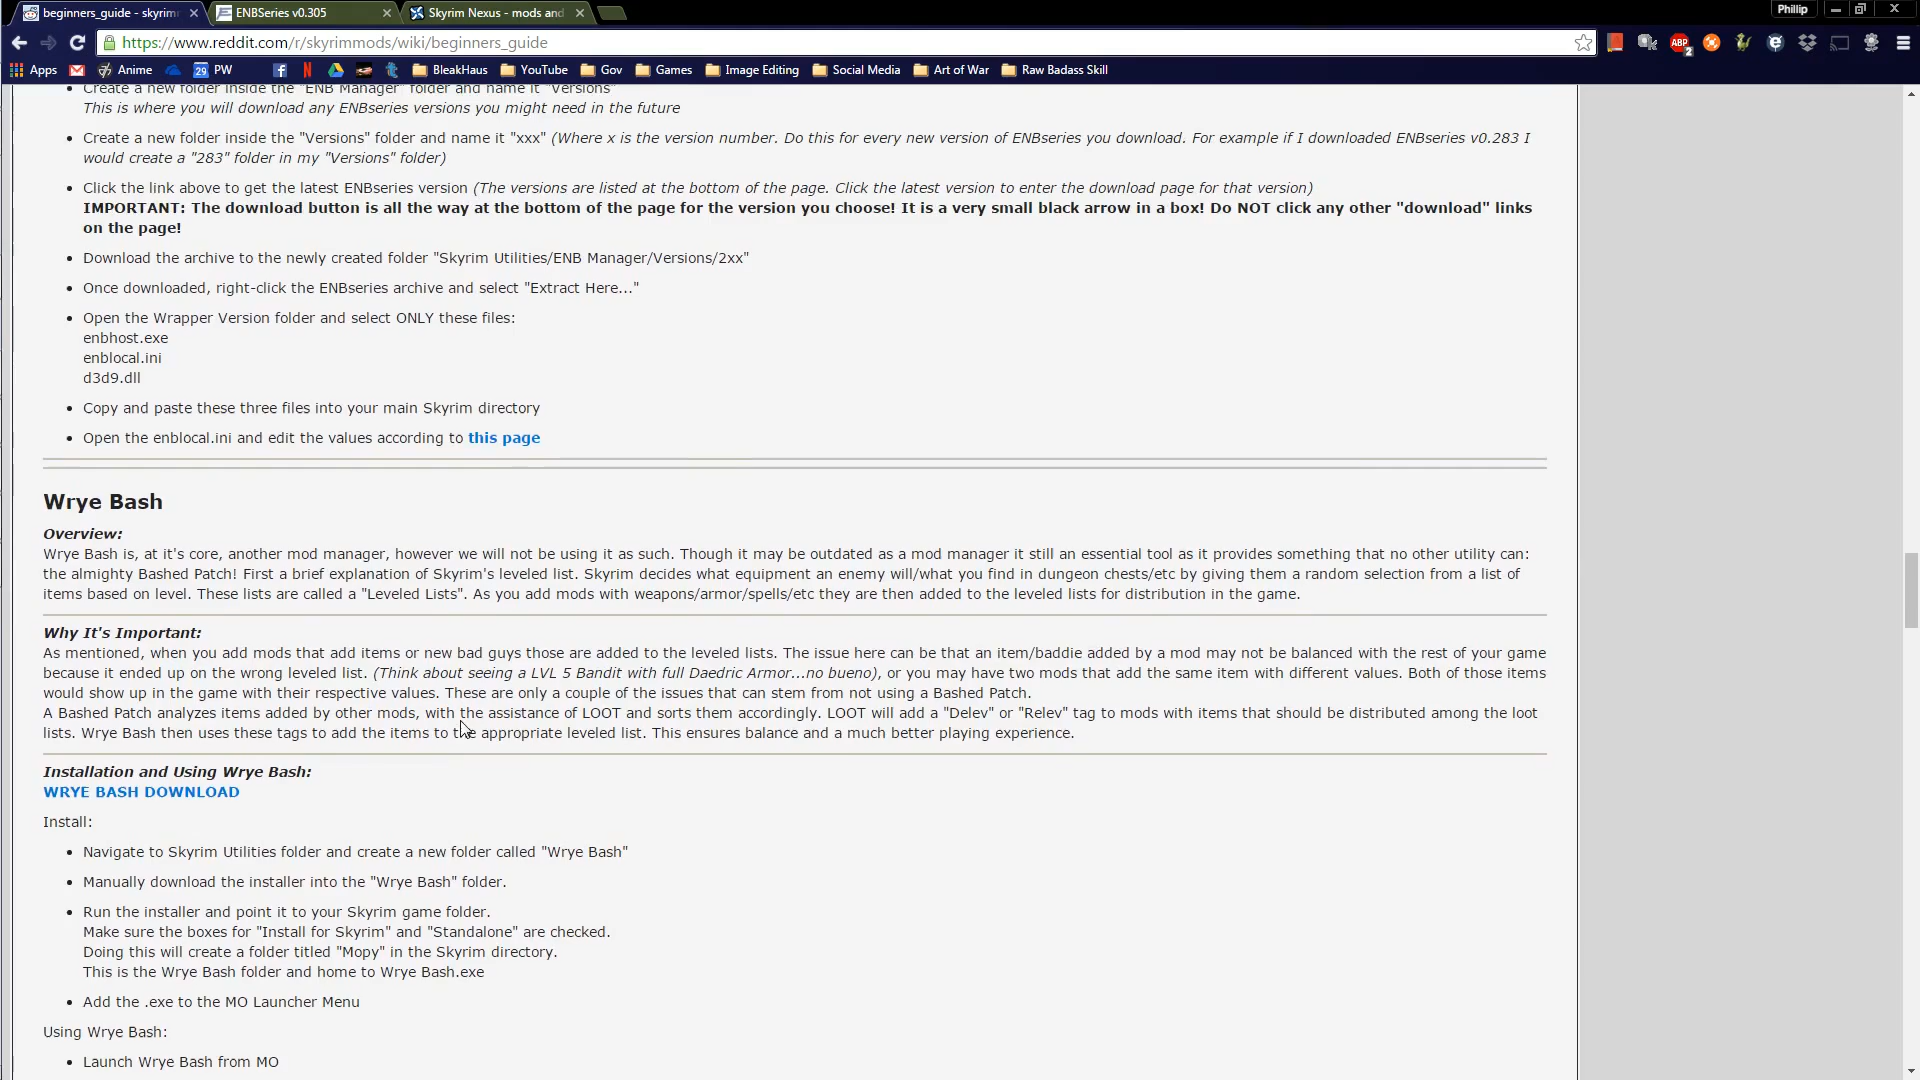 beginners_guide - skyrimm
ENBSeries v0.305
Skyrim Nexus - mods and
Phillip
https://www.reddit.com/r/skyrimmods/wiki/beginners_guide
Apps
Anime
29 PW
BleakHaus
YouTube
Gov
Games
Image Editing
Social Media
Art of War
Raw Badass Skill
ABP
2
Create a new folder inside the "ENB Manager" folder and name it "Versions"
This is where you will download any ENBseries versions you might need in the future
Create a new folder inside the "Versions" folder and name it "xxx" (Where x is the version number. Do this for every new version of ENBseries you download. For example if I downloaded ENBseries v0.283 I
would create a "283" folder in my "Versions" folder)
Click the link above to get the latest ENBseries version (The versions are listed at the bottom of the page. Click the latest version to enter the download page for that version)
IMPORTANT: The download button is all the way at the bottom of the page for the version you choose! It is a very small black arrow in a box! Do NOT click any other "download" links
on the page!
Download the archive to the newly created folder "Skyrim Utilities/ENB Manager/Versions/2xx"
Once downloaded, right-click the ENBseries archive and select "Extract Here..."
Open the Wrapper Version folder and select ONLY these files:
enbhost.exe
enblocal.ini
d3d9.dll
Copy and paste these three files into your main Skyrim directory
Open the enblocal.ini and edit the values according to this page
Wrye Bash
Overview:
Wrye Bash is, at it's core, another mod manager, however we will not be using it as such. Though it may be outdated as a mod manager it still an essential tool as it provides something that no other utility can:
the almighty Bashed Patch! First a brief explanation of Skyrim's leveled list. Skyrim decides what equipment an enemy will/what you find in dungeon chests/etc by giving them a random selection from a list of
items based on level. These lists are called a "Leveled Lists". As you add mods with weapons/armor/spells/etc they are then added to the leveled lists for distribution in the game.
Why It's Important:
As mentioned, when you add mods that add items or new bad guys those are added to the leveled lists. The issue here can be that an item/baddie added by a mod may not be balanced with the rest of your game
because it ended up on the wrong leveled list. (Think about seeing a LVL 5 Bandit with full Daedric Armor...no bueno), or you may have two mods that add the same item with different values. Both of those items
would show up in the game with their respective values. These are only a couple of the issues that can stem from not using a Bashed Patch.
A Bashed Patch analyzes items added by other mods, with the assistance of LOOT and sorts them accordingly. LOOT will add a "Delev" or "Relev" tag to mods with items that should be distributed among the loot
lists. Wrye Bash then uses these tags to add the items to the appropriate leveled list. This ensures balance and a much better playing experience.
Installation and Using Wrye Bash:
WRYE BASH DOWNLOAD
Install:
Navigate to Skyrim Utilities folder and create a new folder called "Wrye Bash"
Manually download the installer into the "Wrye Bash" folder.
Run the installer and point it to your Skyrim game folder.
Make sure the boxes for "Install for Skyrim" and "Standalone" are checked.
Doing this will create a folder titled "Mopy" in the Skyrim directory.
This is the Wrye Bash folder and home to Wrye Bash.exe
Add the .exe to the MO Launcher Menu
Using Wrye Bash:
Launch Wrye Bash from MO